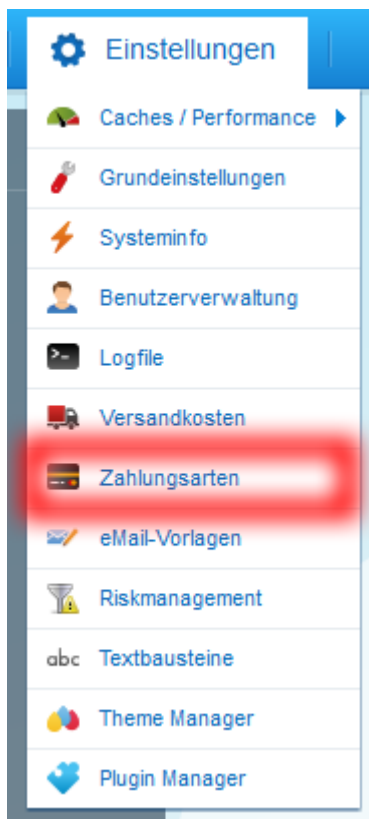 Einstellungen
Caches / Performance
Grundeinstellungen
Systeminfo
Benutzerverwaltung
Logfile
Versandkosten
Zahlungsarten
eMail-Vorlagen
Riskmanagement
abc Textbausteine
Theme Manager
Plugin Manager